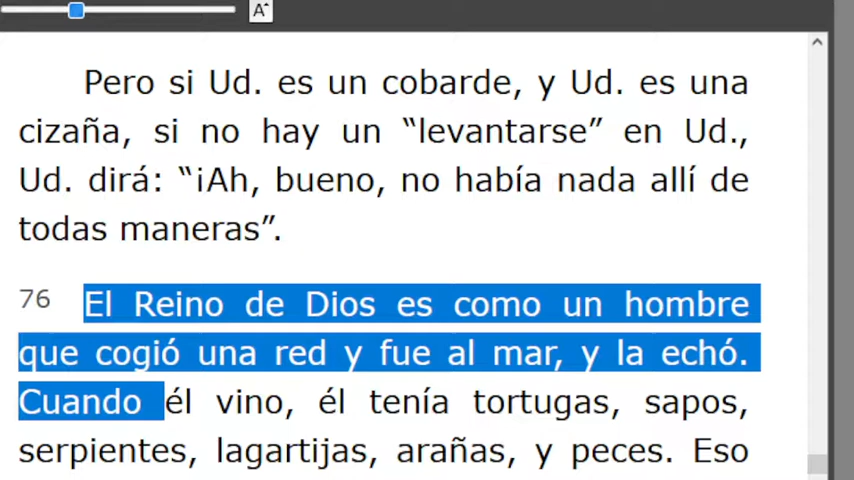 A
Pero si Ud. es un cobarde, y Ud. es una
cizaña, si no hay un “levantarse” en Ud.,
Ud. dirá: “¡Ah, bueno, no había nada allí de
todas maneras”.
76 El Reino de Dios es como un hombre
que cogió una red y fue al mar, y la echó.
Cuando él vino, él tenía tortugas, sapos,
serpientes, lagartijas, arañas, y peces. Eso